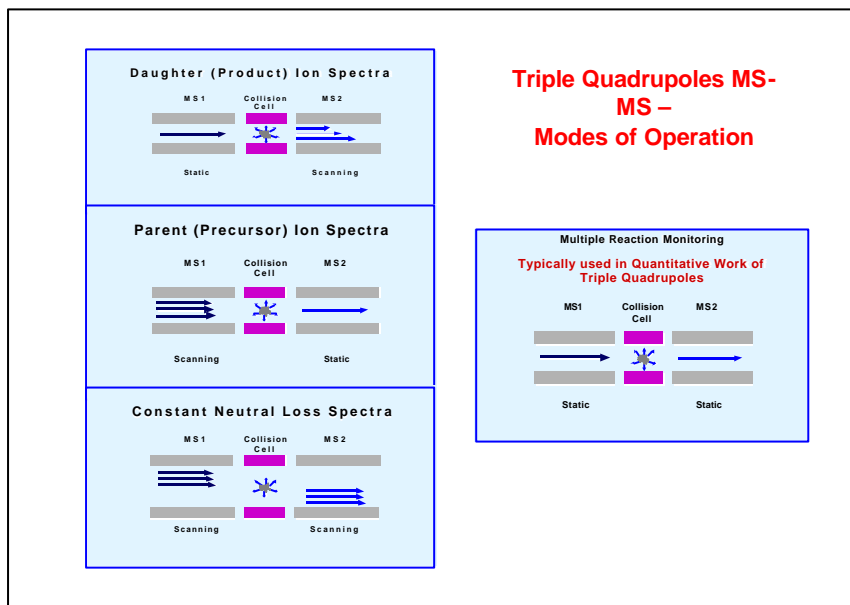 Triple Quadrupoles MS-
MS –
Modes of Operation
Daughter (Product) Ion Spectra
MS1 Collision MS2
Cell
Static Scanning
Parent (Precursor) Ion Spectra
MS1 Collision MS2
Cell
Scanning Static
Constant Neutral Loss Spectra
MS1 Collision MS2
Cell
Scanning Scanning
Multiple Reaction Monitoring
Typically used in Quantitative Work of
Triple Quadrupoles
MS1 Collision MS2
Cell
Static Static